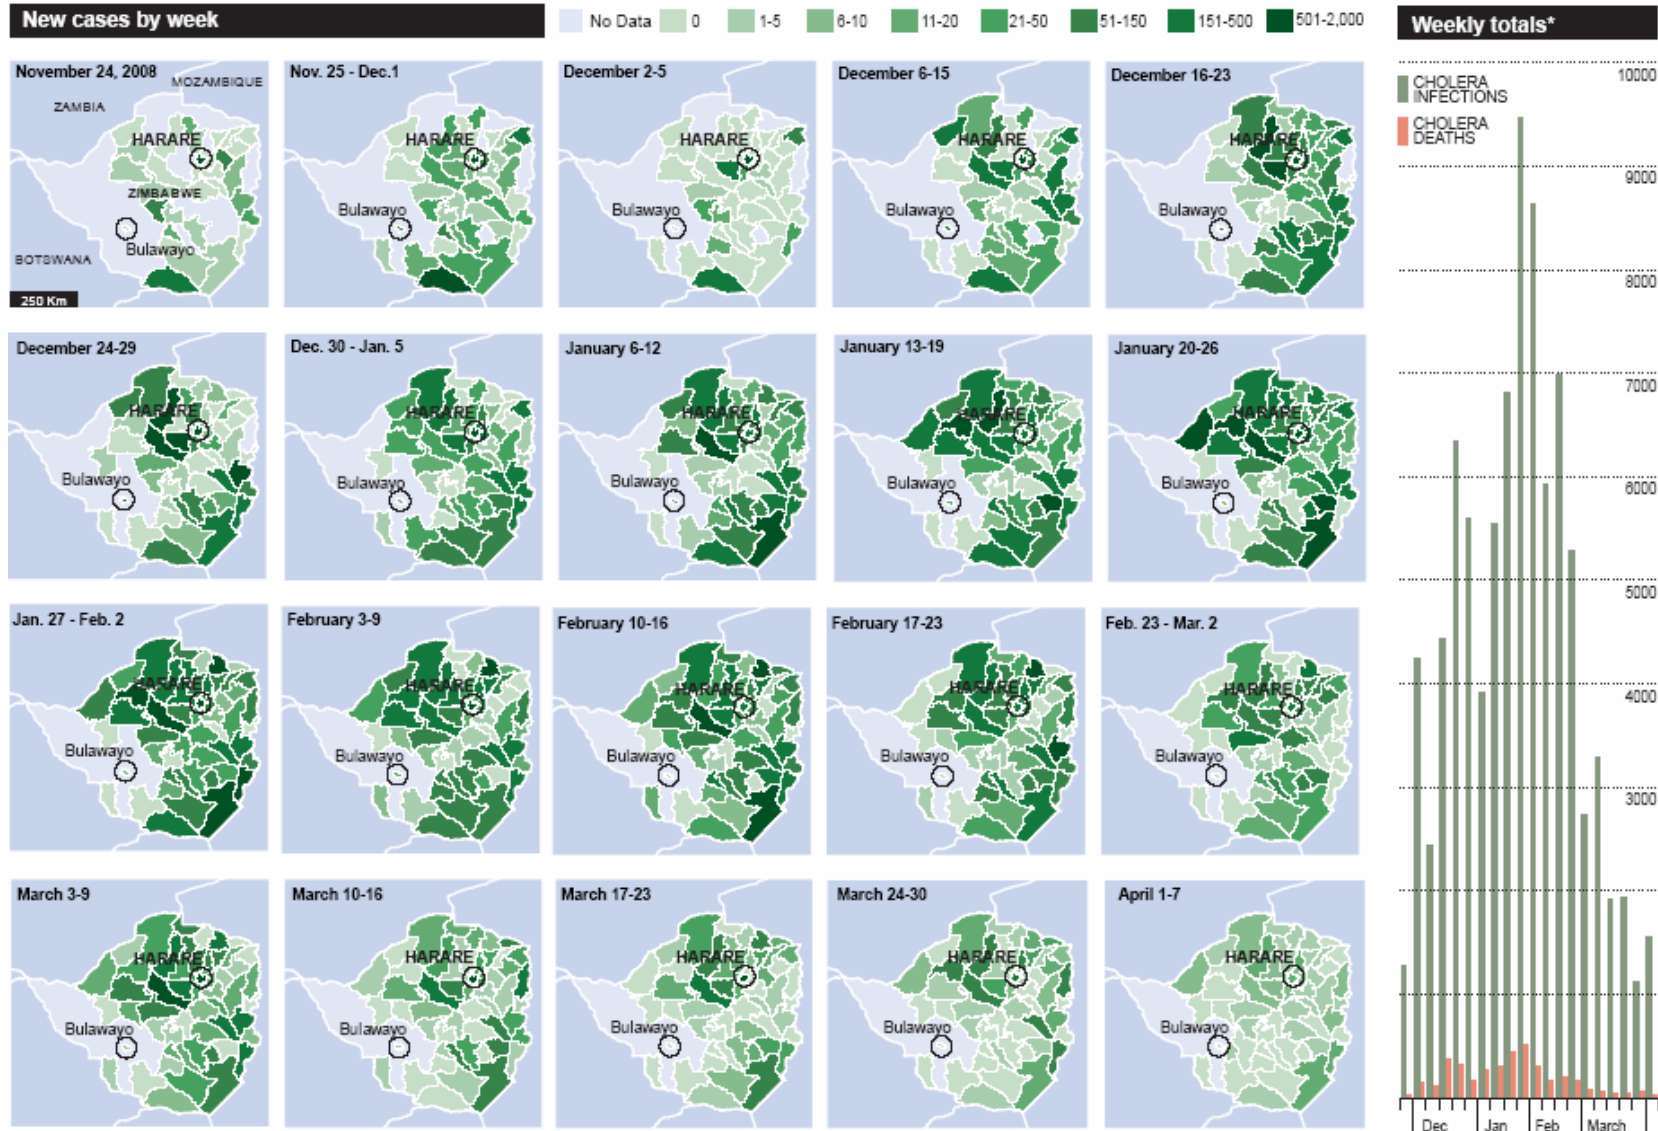 New cases by week
No Data
0
1-5
6-10
11-20
21-50
51-150
151-500
501-2,000
Weekly totals*
November 24, 2008
MOZAMBIQUE
ZAMBIA
HARARE
ZIMBABWE
Bulawayo
BOTSWANA
250 Km
Nov. 25 - Dec.1
HARARE
Bulawayo
December 2-5
HARARE
Bulawayo
December 6-15
HARARE
Bulawayo
December 16-23
HARARE
Bulawayo
December 24-29
HARARE
Bulawayo
Dec. 30 - Jan. 5
HARARE
Bulawayo
January 6-12
HARARE
Bulawayo
January 13-19
HARARE
Bulawayo
January 20-26
HARARE
Bulawayo
Jan. 27 - Feb. 2
HARARE
Bulawayo
February 3-9
HARARE
Bulawayo
February 10-16
HARARE
Bulawayo
February 17-23
HARARE
Bulawayo
Feb. 23 - Mar. 2
HARARE
Bulawayo
March 3-9
HARARE
Bulawayo
March 10-16
HARARE
Bulawayo
March 17-23
HARARE
Bulawayo
March 24-30
HARARE
Bulawayo
April 1-7
HARARE
Bulawayo
CHOLERA
INFECTIONS
CHOLERA
DEATHS
10000
9000
8000
7000
6000
5000
4000
3000
Dec
Jan
Feb
March